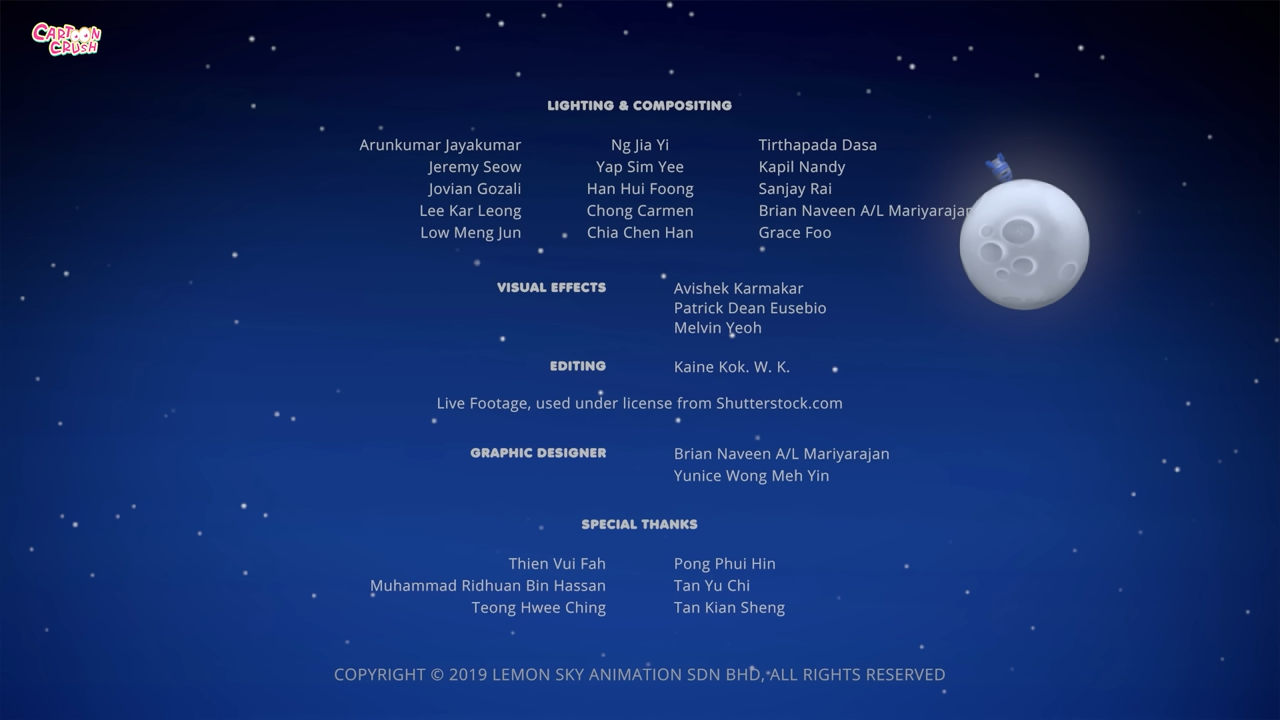 CARTOON
CRUSH
LIGHTING & COMPOSITING
Arunkumar Jayakumar Ng Jia Yi Tirthapada Dasa
Jeremy Seow Yap Sim Yee Kapil Nandy
Jovian Gozali Han Hui Foong Sanjay Rai
Lee Kar Leong Chong Carmen Brian Naveen A/L Mariyarajan
Low Meng Jun Chia Chen Han Grace Foo
VISUAL EFFECTS Avishek Karmakar
Patrick Dean Eusebio
Melvin Yeoh
EDITING Kaine Kok. W. K.
Live Footage, used under license from Shutterstock.com
GRAPHIC DESIGNER Brian Naveen A/L Mariyarajan
Yunice Wong Meh Yin
SPECIAL THANKS
Thien Vui Fah Pong Phui Hin
Muhammad Ridhuan Bin Hassan Tan Yu Chi
Teong Hwee Ching Tan Kian Sheng
COPYRIGHT © 2019 LEMON SKY ANIMATION SDN BHD, ALL RIGHTS RESERVED